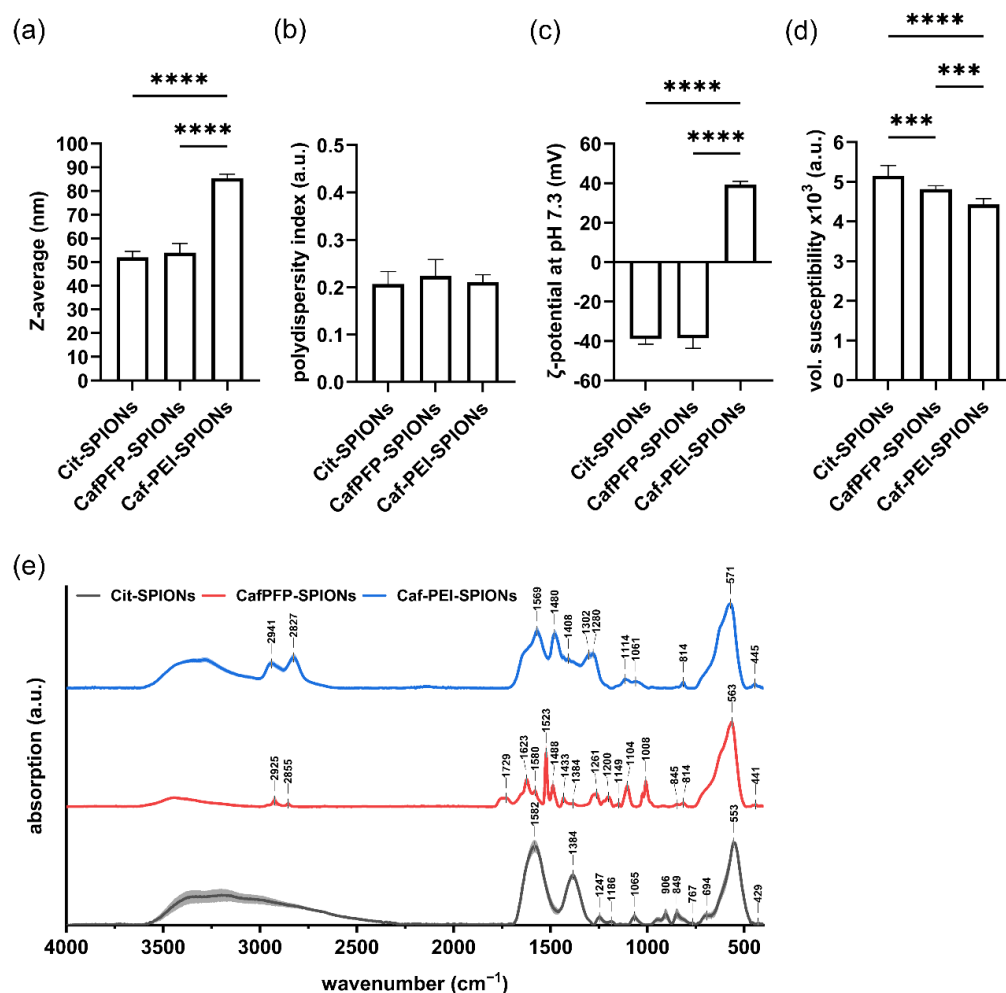 (a)
(b)
(c)
(d)
****
****
Z-average (nm)
100
90
80
70
60
50
40
30
20
10
0
Cit-SPIONs
CafPFP-SPIONs
Caf-PEI-SPIONs
polydispersity index (a.u.)
0.5
0.4
0.3
0.2
0.1
0.0
Cit-SPIONs
CafPFP-SPIONs
Caf-PEI-SPIONs
****
****
ζ-potential at pH 7.3 (mV)
60
40
20
0
-20
-40
-60
Cit-SPIONs
CafPFP-SPIONs
Caf-PEI-SPIONs
****
***
***
vol. susceptibility x10³ (a.u.)
6
5
4
3
2
1
0
Cit-SPIONs
CafPFP-SPIONs
Caf-PEI-SPIONs
(e)
Cit-SPIONs CafPFP-SPIONs Caf-PEI-SPIONs
absorption (a.u.)
2941 2827 1569 1480 1408 1302 1280 1114 1061 814 571 445
2925 2855 1729 1623 1580 1523 1488 1433 1384 1261 1200 1149 1104 1008 845 814 563 441
1582 1384 1247 1186 1065 906 849 767 694 553 429
4000 3500 3000 2500 2000 1500 1000 500
wavenumber (cm⁻¹)